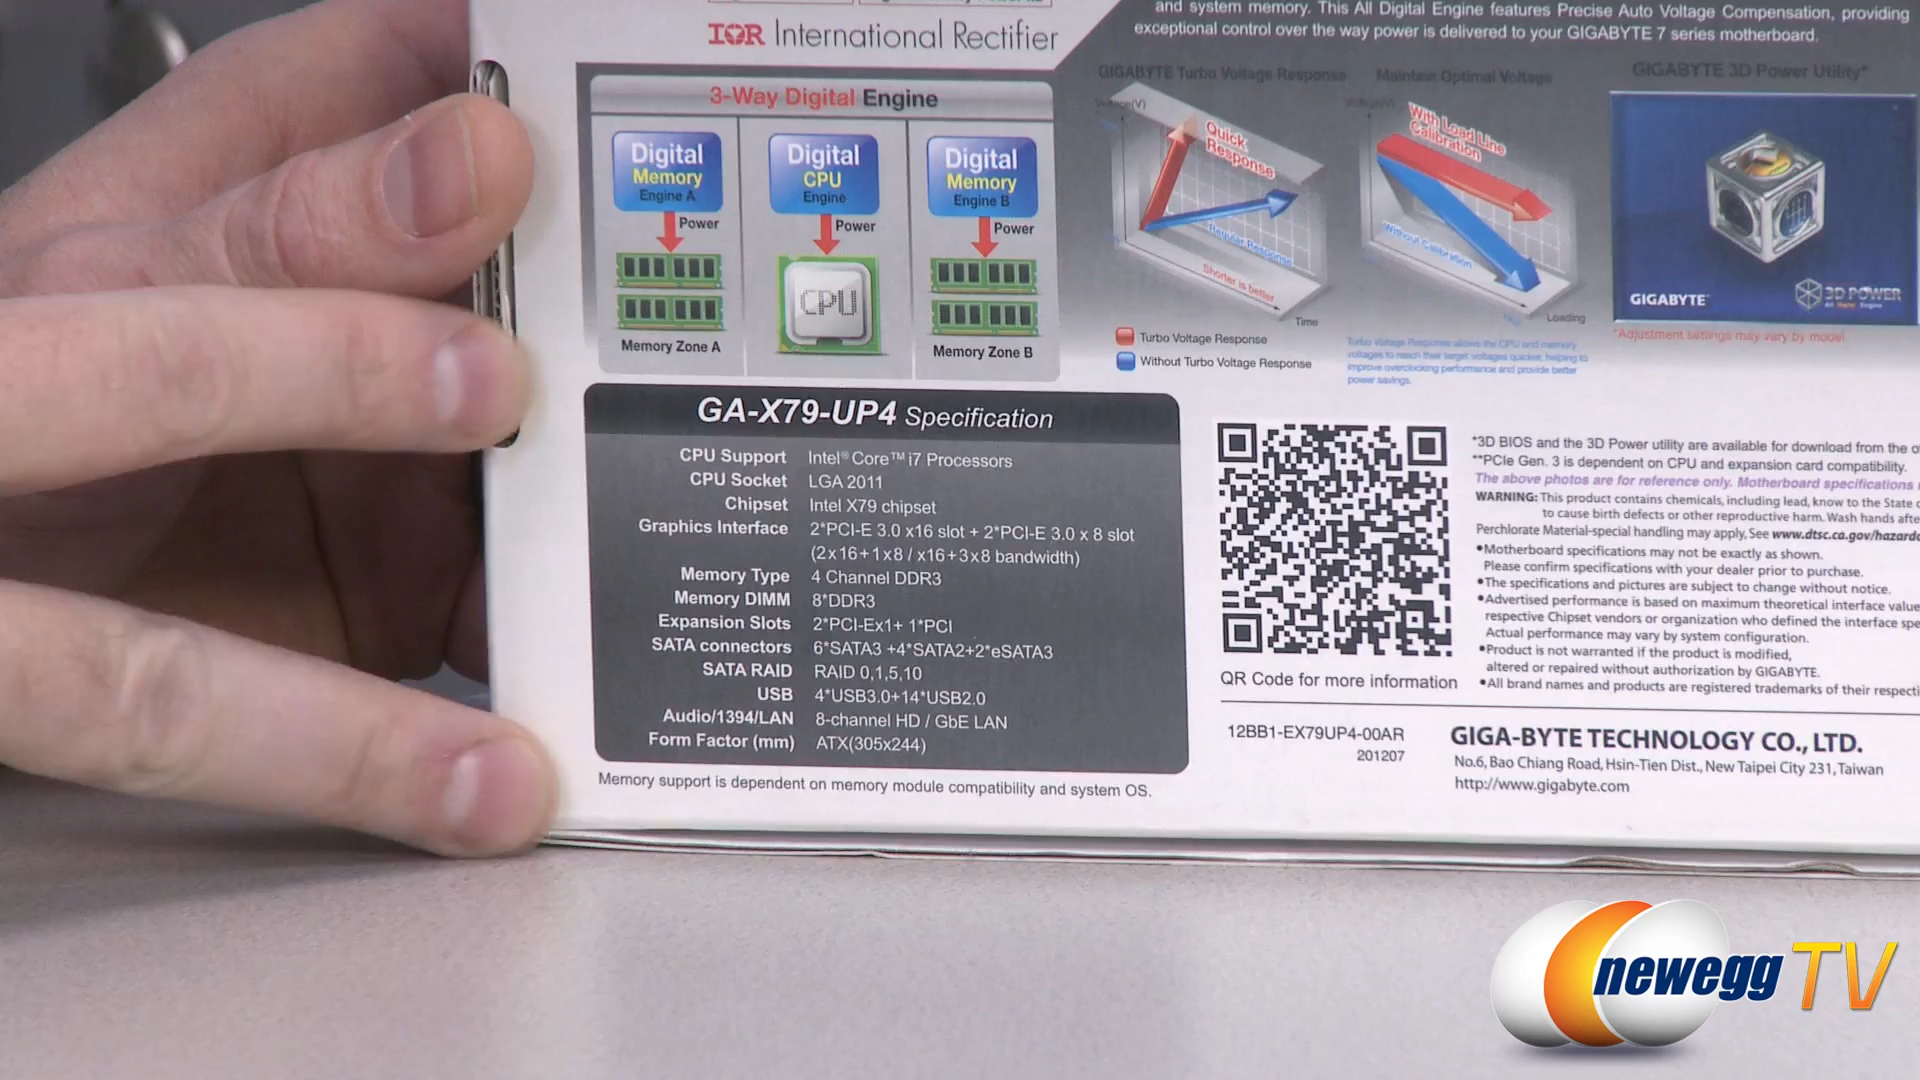 and system memory. This All Digital Engine features Precise Auto Voltage Compensation, providing
exceptional control over the way power is delivered to your GIGABYTE 7 series motherboard.
IOR International Rectifier
3-Way Digital Engine
Digital Memory Engine A
Power
Memory Zone A
Digital CPU Engine
Power
CPU
Digital Memory Engine B
Power
Memory Zone B
GIGABYTE Turbo Voltage Response
Voltage(V)
Quick Response
Regular Response
Shorter is better
Time
Turbo Voltage Response
Without Turbo Voltage Response
Maintain Optimal Voltage
Voltage(V)
With Load Line Calibration
Without Calibration
Loading
Turbo Voltage Response allows the CPU and memory
voltages to reach their target voltages quicker, helping to
improve overclocking performance and provide better
power savings.
GIGABYTE 3D Power Utility*
GIGABYTE
3D POWER
All Digital Engine
*Adjustment settings may vary by model
GA-X79-UP4 Specification
CPU Support Intel® Core™ i7 Processors
CPU Socket LGA 2011
Chipset Intel X79 chipset
Graphics Interface 2*PCI-E 3.0 x16 slot + 2*PCI-E 3.0 x 8 slot
(2x16+1x8 / x16+3x8 bandwidth)
Memory Type 4 Channel DDR3
Memory DIMM 8*DDR3
Expansion Slots 2*PCI-Ex1+ 1*PCI
SATA connectors 6*SATA3 +4*SATA2+2*eSATA3
SATA RAID RAID 0,1,5,10
USB 4*USB3.0+14*USB2.0
Audio/1394/LAN 8-channel HD / GbE LAN
Form Factor (mm) ATX(305x244)
Memory support is dependent on memory module compatibility and system OS.
QR Code for more information
*3D BIOS and the 3D Power utility are available for download from the
**PCIe Gen. 3 is dependent on CPU and expansion card compatibility.
The above photos are for reference only. Motherboard specifications
WARNING: This product contains chemicals, including lead, know to the State
to cause birth defects or other reproductive harm. Wash hands
Perchlorate Material-special handling may apply, See www.dtsc.ca.gov/
•Motherboard specifications may not be exactly as shown.
Please confirm specifications with your dealer prior to purchase.
•The specifications and pictures are subject to change without notice.
•Advertised performance is based on maximum theoretical interface
respective Chipset vendors or organization who defined the interface
Actual performance may vary by system configuration.
•Product is not warranted if the product is modified,
altered or repaired without authorization by GIGABYTE.
•All brand names and products are registered trademarks of their
12BB1-EX79UP4-00AR
201207
GIGA-BYTE TECHNOLOGY CO., LTD.
No.6, Bao Chiang Road, Hsin-Tien Dist., New Taipei City 231, Taiwan
http://www.gigabyte.com
newegg TV